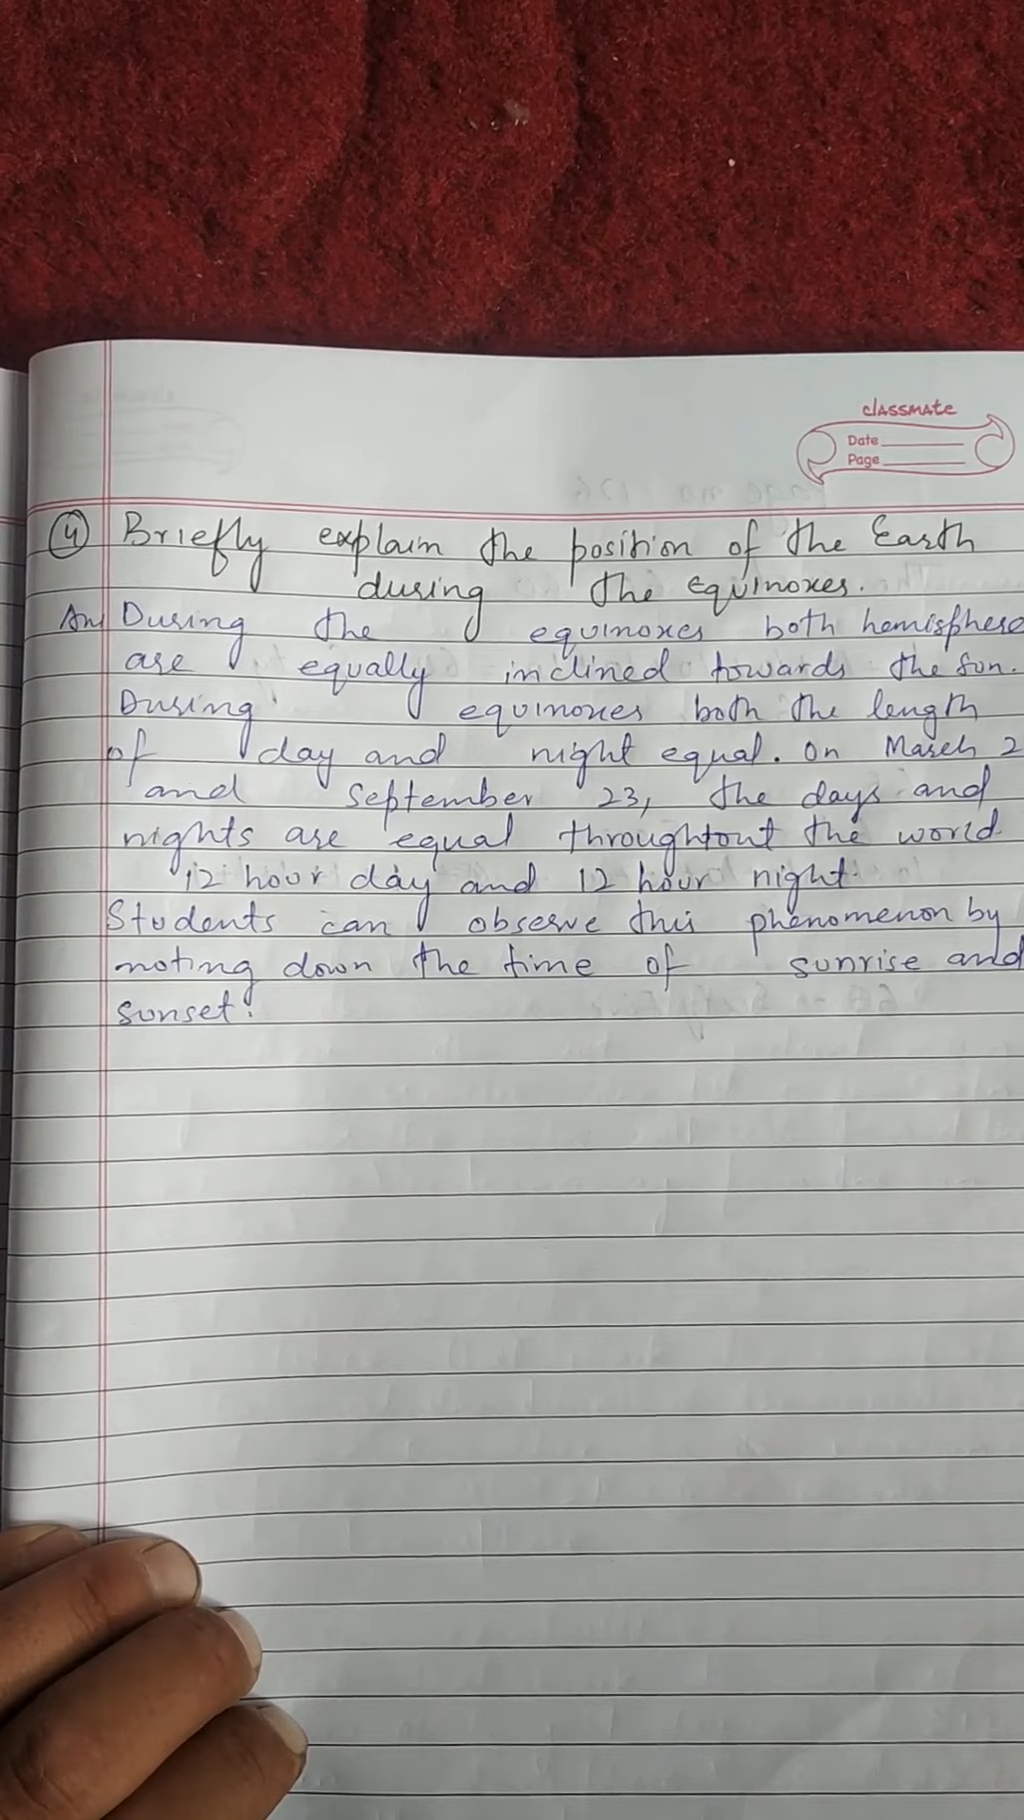 classmate
Date
Page
4 Briefly explain the position of the Earth
during the equinoxes.
Ans During the equinoxes both hemisphere
are equally inclined towards the sun.
During equinoxes both the length
of day and night equal. On March 2
and september 23, the days and
nights are equal throughtout the world
12 hour day and 12 hour night.
Students can observe this phenomenon by
noting down the time of sunrise and
sunset.